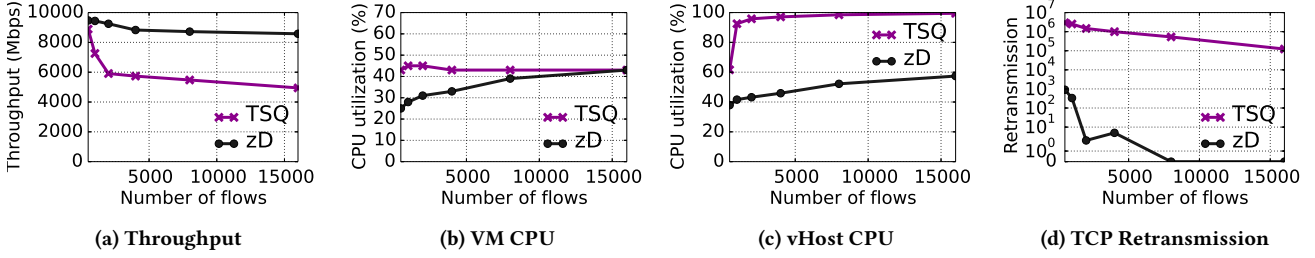 Throughput (Mbps)
10000
8000
6000
4000
2000
0
TSQ
zD
5000 10000 15000
Number of flows
(a) Throughput
CPU utilization (%)
70
60
50
40
30
20
10
0
TSQ
zD
5000 10000 15000
Number of flows
(b) VM CPU
CPU utilization (%)
100
80
60
40
20
0
TSQ
zD
5000 10000 15000
Number of flows
(c) vHost CPU
Retransmission
10^6
10^5
10^4
10^3
10^2
10^1
10^0
TSQ
zD
5000 10000 15000
Number of flows
(d) TCP Retransmission